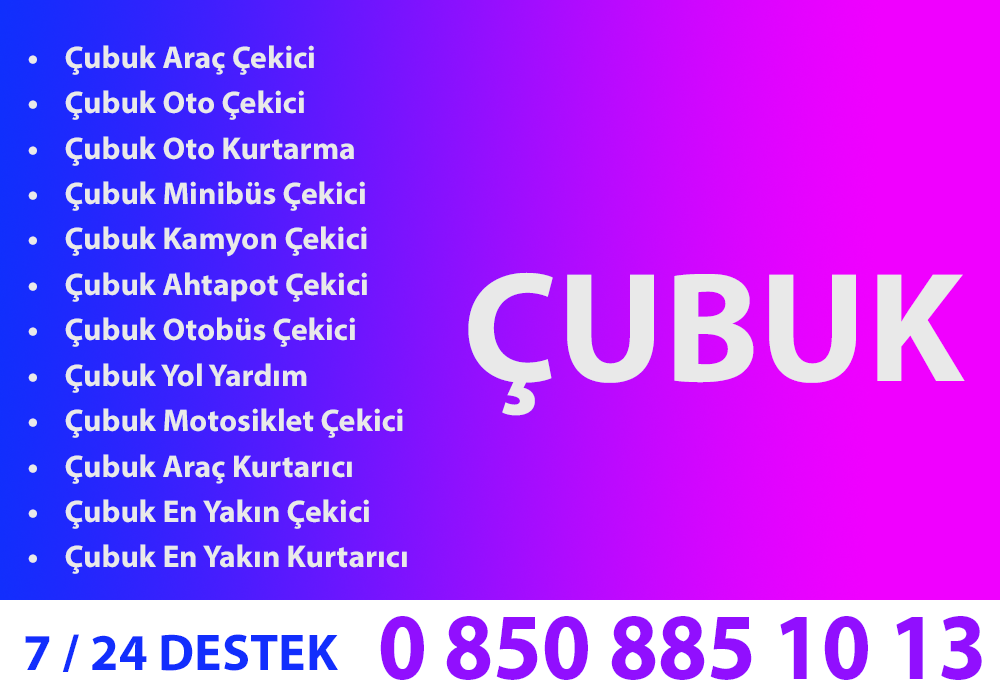 • Çubuk Araç Çekici
• Çubuk Oto Çekici
• Çubuk Oto Kurtarma
• Çubuk Minibüs Çekici
• Çubuk Kamyon Çekici
• Çubuk Ahtapot Çekici
• Çubuk Otobüs Çekici
• Çubuk Yol Yardım
• Çubuk Motosiklet Çekici
• Çubuk Araç Kurtarıcı
• Çubuk En Yakın Çekici
• Çubuk En Yakın Kurtarıcı
ÇUBUK
7 / 24 DESTEK
0 850 885 10 13